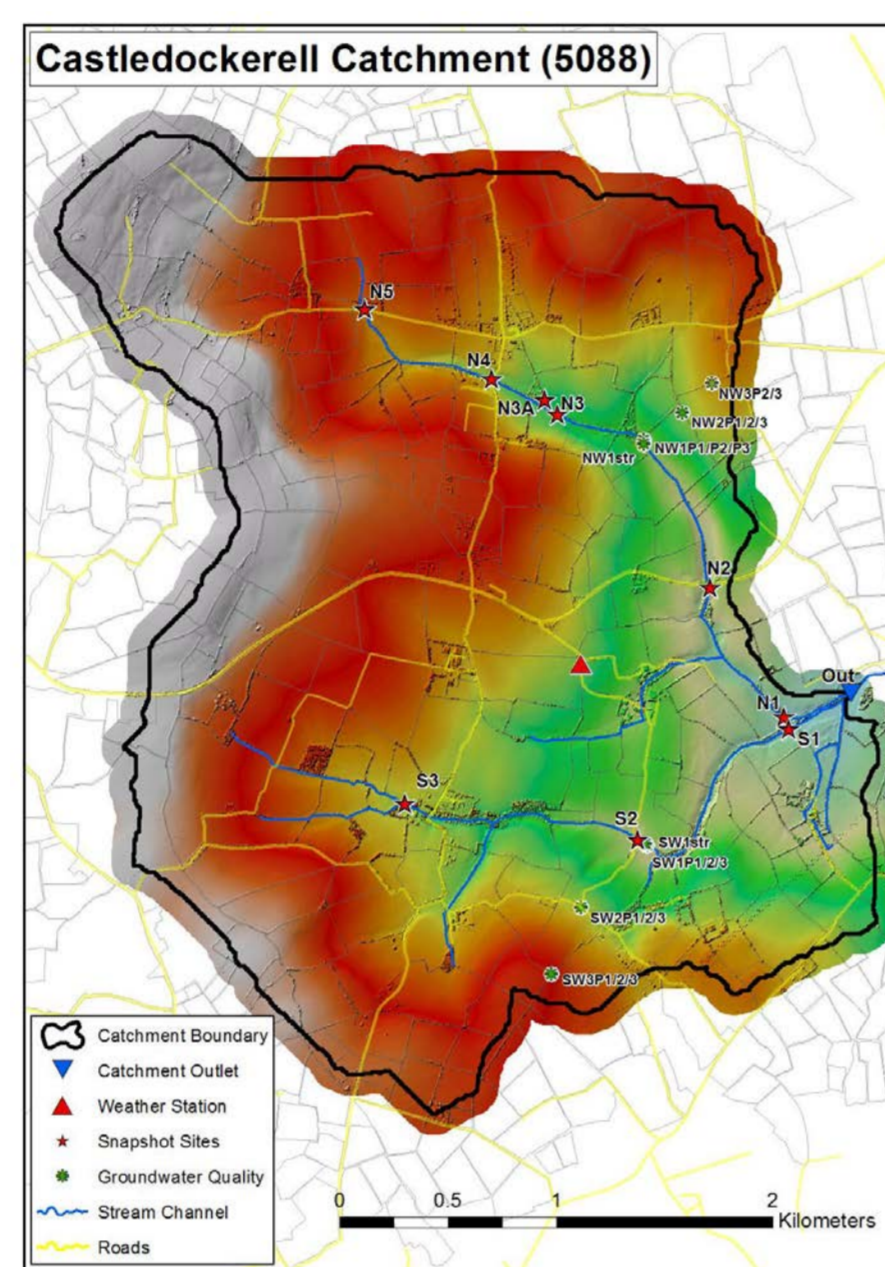 Castledockerell Catchment (5088)
N5
N4
N3A
N3
NW3P2/3
NW2P1/2/3
NW1str
NW1P1/P2/P3
N2
Out
N1
S1
S3
S2
SW1str
SW1P1/2/3
SW2P1/2/3
SW3P1/2/3
Catchment Boundary
Catchment Outlet
Weather Station
Snapshot Sites
Groundwater Quality
Stream Channel
Roads
0 0.5 1 2
Kilometers